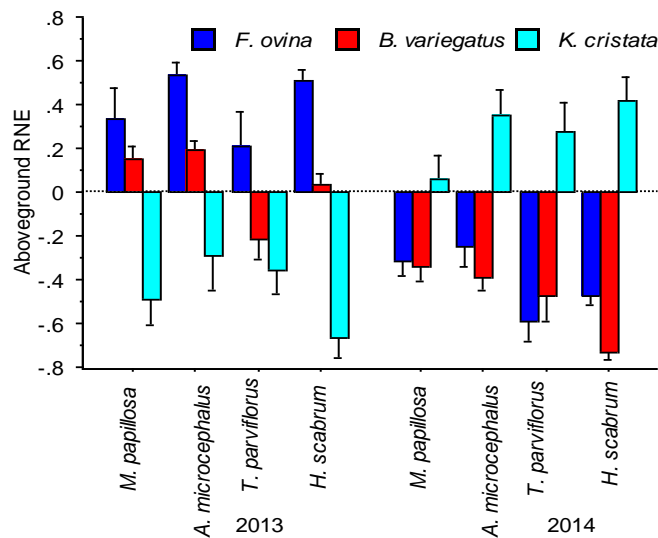 .8
F. ovina
B. variegatus
K. cristata
.6
.4
.2
0
-.2
-.4
-.6
-.8
Aboveground RNE
M. papillosa
A. microcephalus
T. parviflorus
H. scabrum
M. papillosa
A. microcephalus
T. parviflorus
H. scabrum
2013
2014